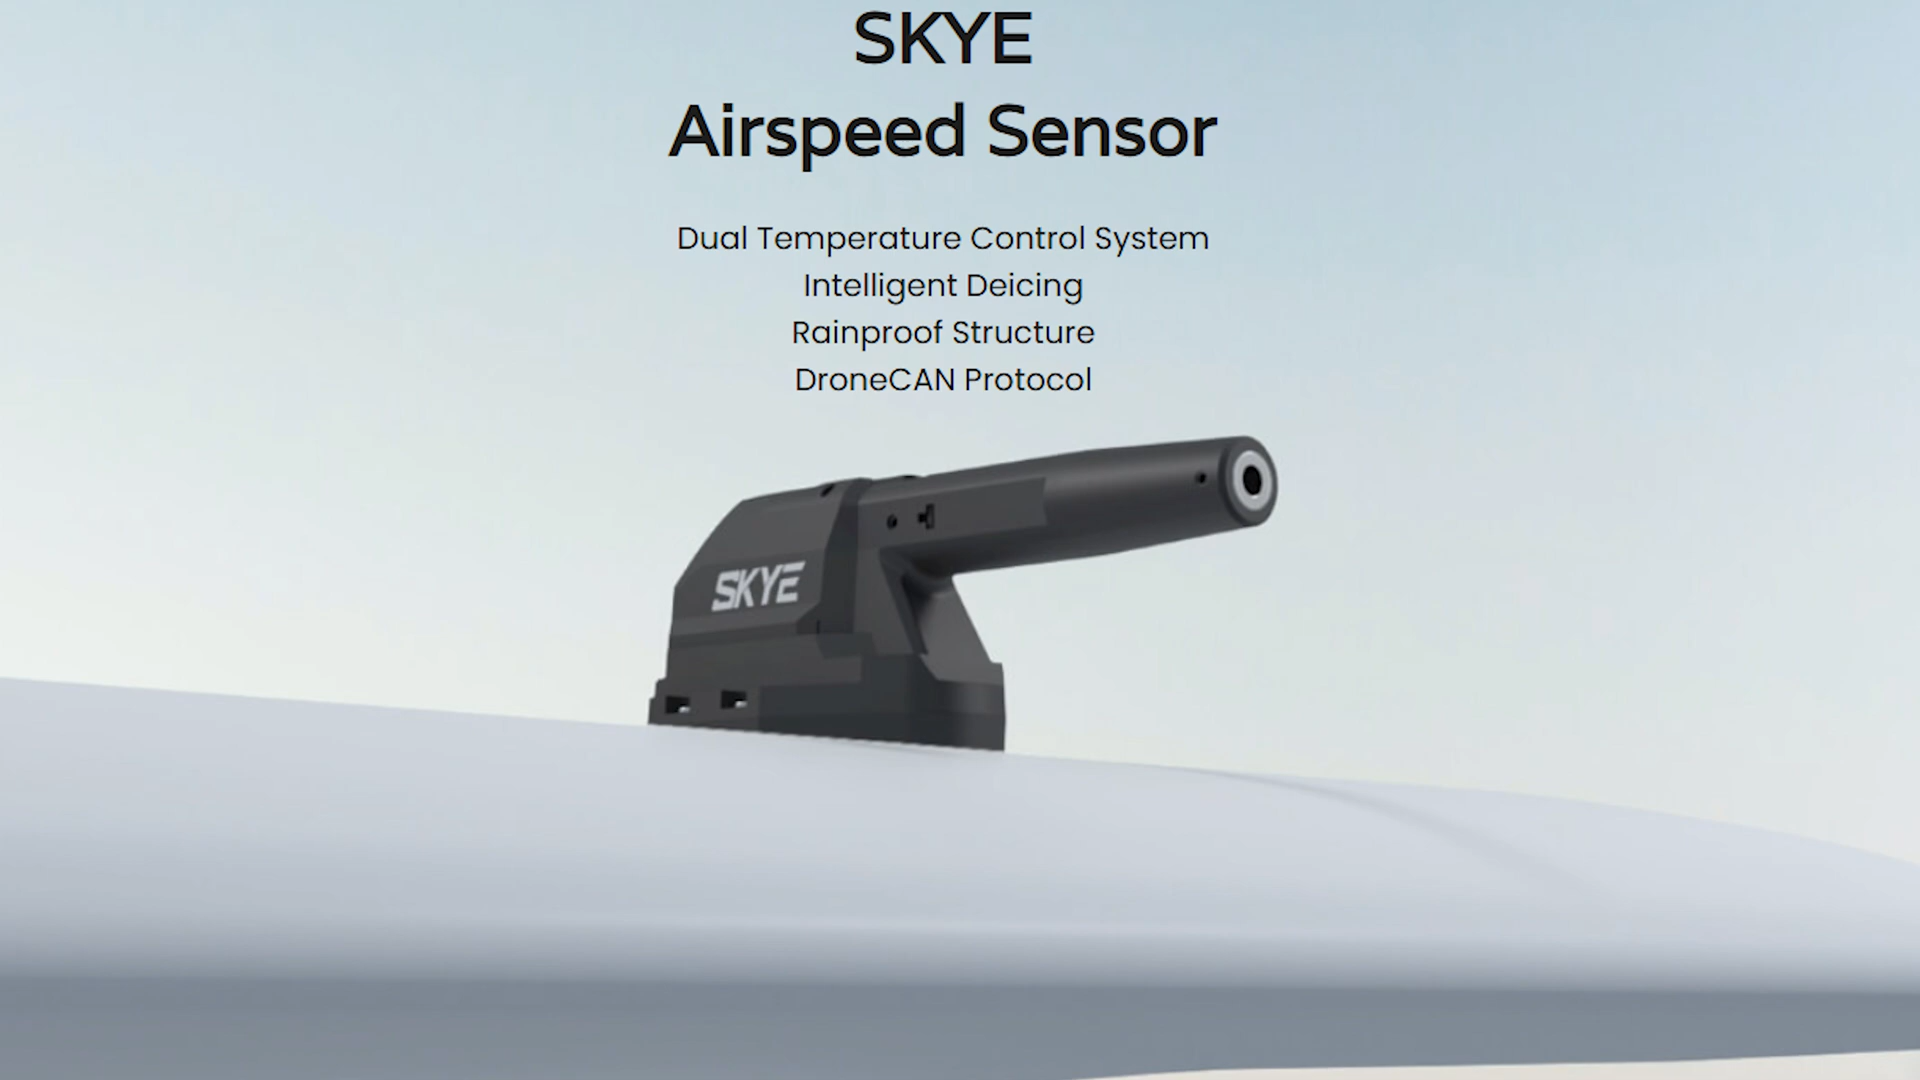 SKYE
Airspeed Sensor
Dual Temperature Control System
Intelligent Deicing
Rainproof Structure
DroneCAN Protocol
SKYE